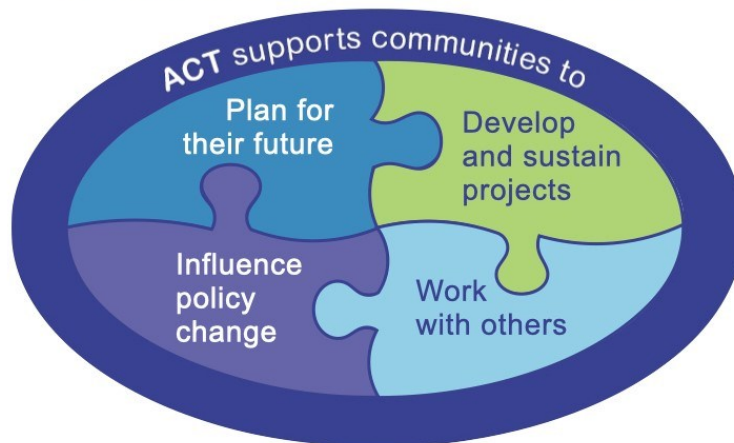 ACT supports communities to
Plan for
their future
Develop
and sustain
projects
Influence
policy
change
Work
with others